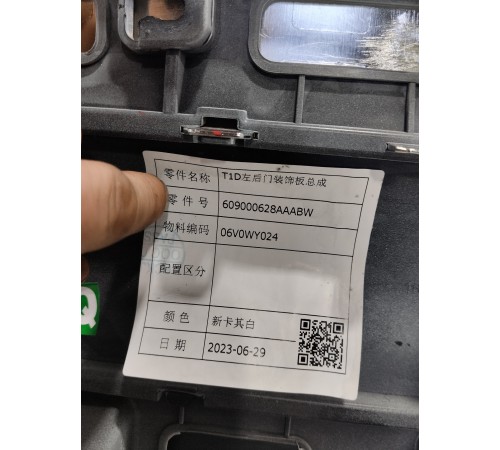 零件名称 T1D左后门装饰板总成
零件号 609000628AAABW
物料编码 06V0WY024
配置区分
颜色 新卡其白
日期 2023-06-29
Q